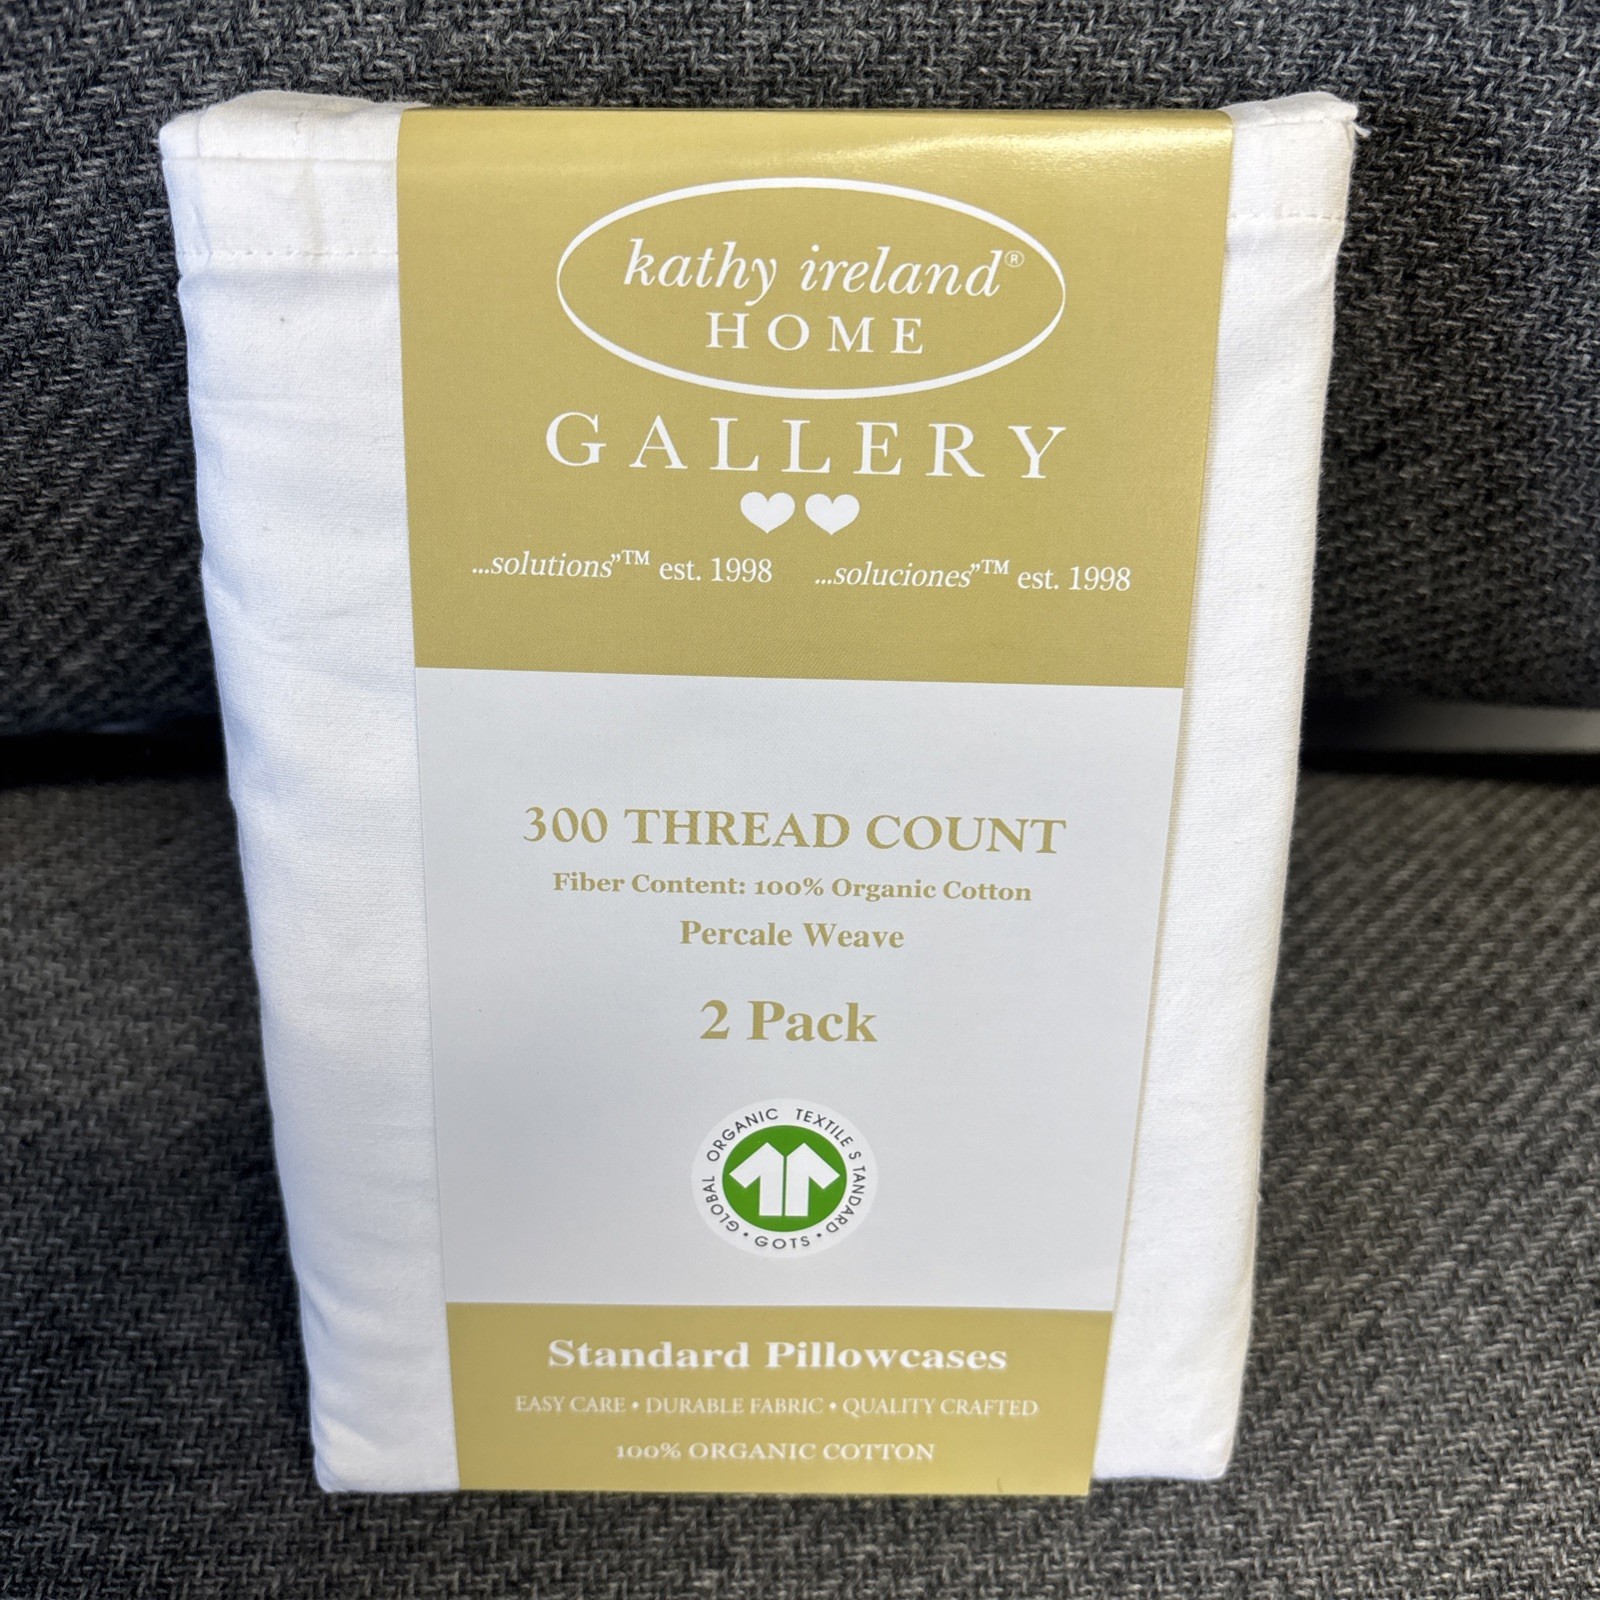 kathy ireland®
HOME
GALLERY
...solutions”™ est. 1998 ...soluciones”™ est. 1998
300 THREAD COUNT
Fiber Content: 100% Organic Cotton
Percale Weave
2 Pack
GLOBAL ORGANIC TEXTILE STANDARD • GOTS •
Standard Pillowcases
EASY CARE • DURABLE FABRIC • QUALITY CRAFTED
100% ORGANIC COTTON